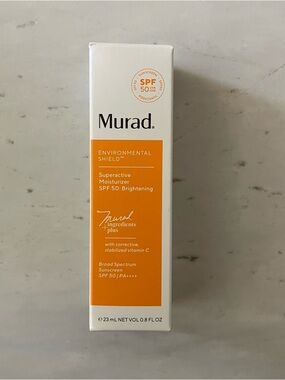 SPF
50
Murad.
ENVIRONMENTAL
SHIELD™
Superactive
Moisturizer
SPF 50: Brightening
Murad
ingredients
plus
with corrective,
stabilized vitamin C
Broad Spectrum
Sunscreen
SPF 50 | PA++++
℮ 23 mL NET VOL 0.8 FL OZ